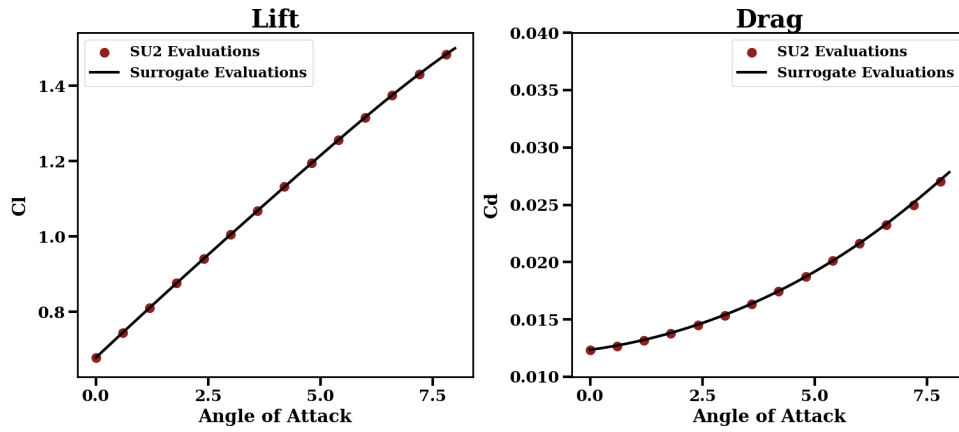 Lift
SU2 Evaluations
Surrogate Evaluations
1.4
1.2
1.0
0.8
Cl
0.0
2.5
5.0
7.5
Angle of Attack
Drag
SU2 Evaluations
Surrogate Evaluations
0.040
0.035
0.030
0.025
0.020
0.015
0.010
Cd
0.0
2.5
5.0
7.5
Angle of Attack